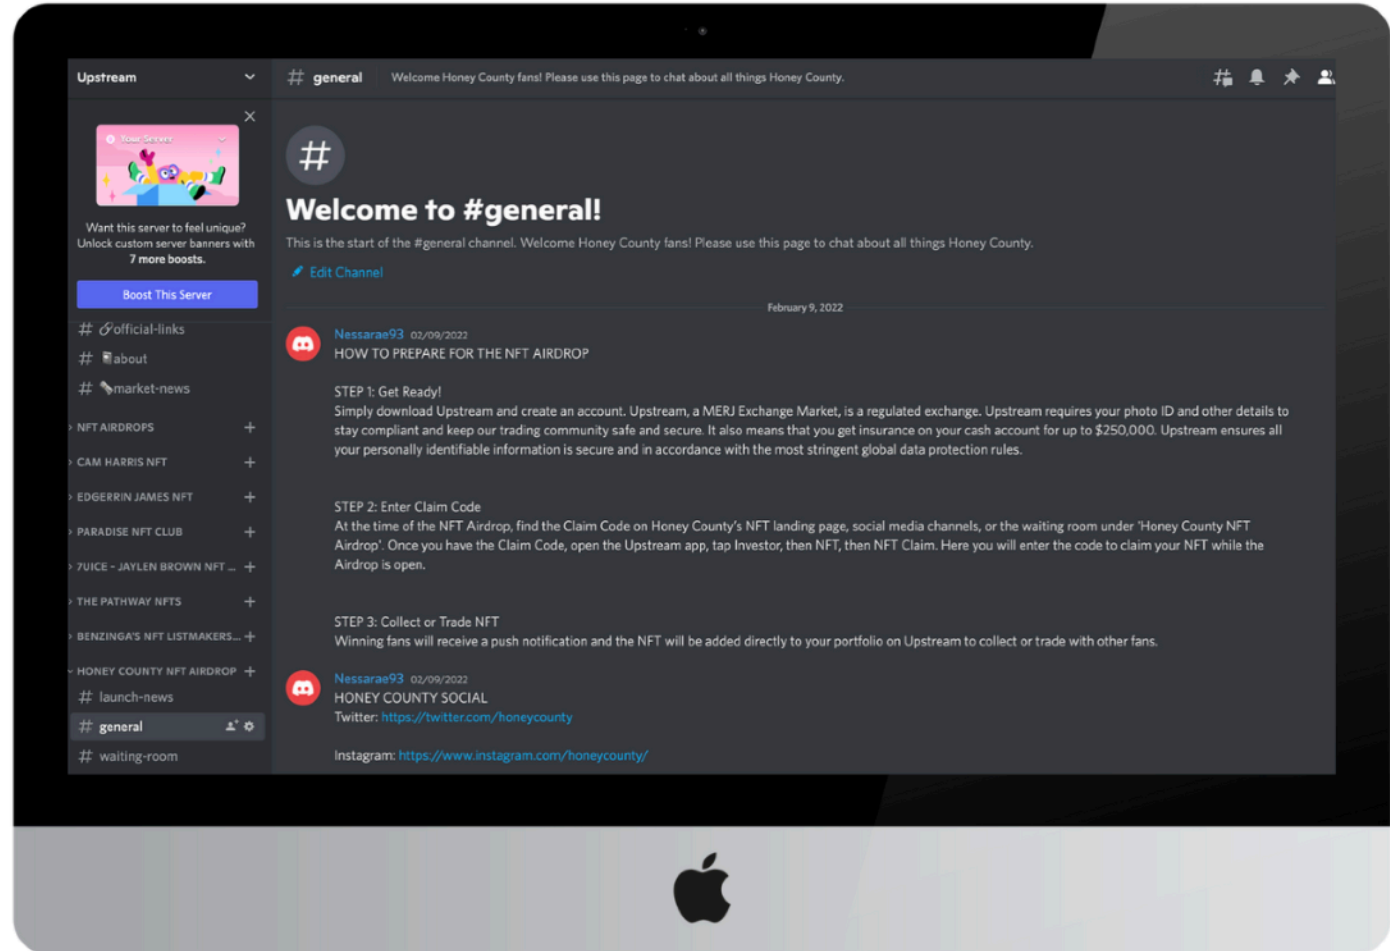 Upstream
general
Welcome Honey County fans! Please use this page to chat about all things Honey County.
Your Server
Want this server to feel unique?
Unlock custom server banners with
7 more boosts.
Boost This Server
# official-links
# about
# market-news
NFT AIRDROPS
CAM HARRIS NFT
EDGERRIN JAMES NFT
PARADISE NFT CLUB
7UICE - JAYLEN BROWN NFT ...
THE PATHWAY NFTS
BENZINGA'S NFT LISTMAKERS...
HONEY COUNTY NFT AIRDROP
# launch-news
# general
# waiting-room
#
Welcome to #general!
This is the start of the #general channel. Welcome Honey County fans! Please use this page to chat about all things Honey County.
Edit Channel
February 9, 2022
Nessarae93 02/09/2022
HOW TO PREPARE FOR THE NFT AIRDROP
STEP 1: Get Ready!
Simply download Upstream and create an account. Upstream, a MERJ Exchange Market, is a regulated exchange. Upstream requires your photo ID and other details to
stay compliant and keep our trading community safe and secure. It also means that you get insurance on your cash account for up to $250,000. Upstream ensures all
your personally identifiable information is secure and in accordance with the most stringent global data protection rules.
STEP 2: Enter Claim Code
At the time of the NFT Airdrop, find the Claim Code on Honey County's NFT landing page, social media channels, or the waiting room under 'Honey County NFT
Airdrop'. Once you have the Claim Code, open the Upstream app, tap Investor, then NFT, then NFT Claim. Here you will enter the code to claim your NFT while the
Airdrop is open.
STEP 3: Collect or Trade NFT
Winning fans will receive a push notification and the NFT will be added directly to your portfolio on Upstream to collect or trade with other fans.
Nessarae93 02/09/2022
HONEY COUNTY SOCIAL
Twitter: https://twitter.com/honeycounty
Instagram: https://www.instagram.com/honeycounty/